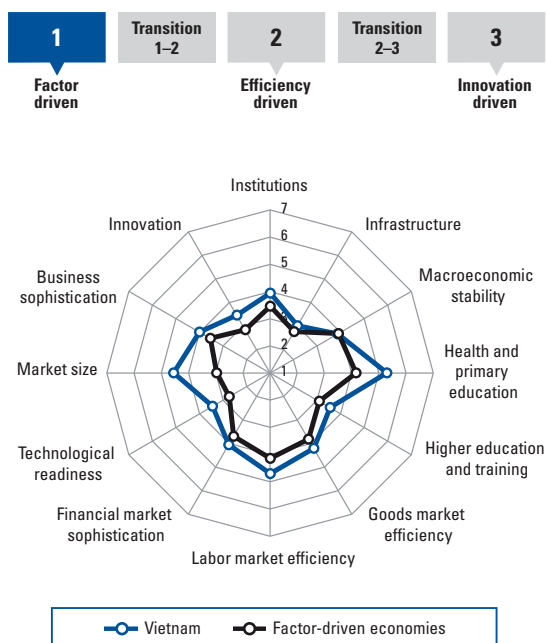 1
Transition
1–2
2
Transition
2–3
3
Factor
driven
Efficiency
driven
Innovation
driven
Institutions
7
Innovation
Infrastructure
6
5
Business
sophistication
Macroeconomic
stability
4
3
2
Market size
1
Health and
primary
education
Technological
readiness
Higher education
and training
Financial market
sophistication
Goods market
efficiency
Labor market efficiency
Vietnam
Factor-driven economies